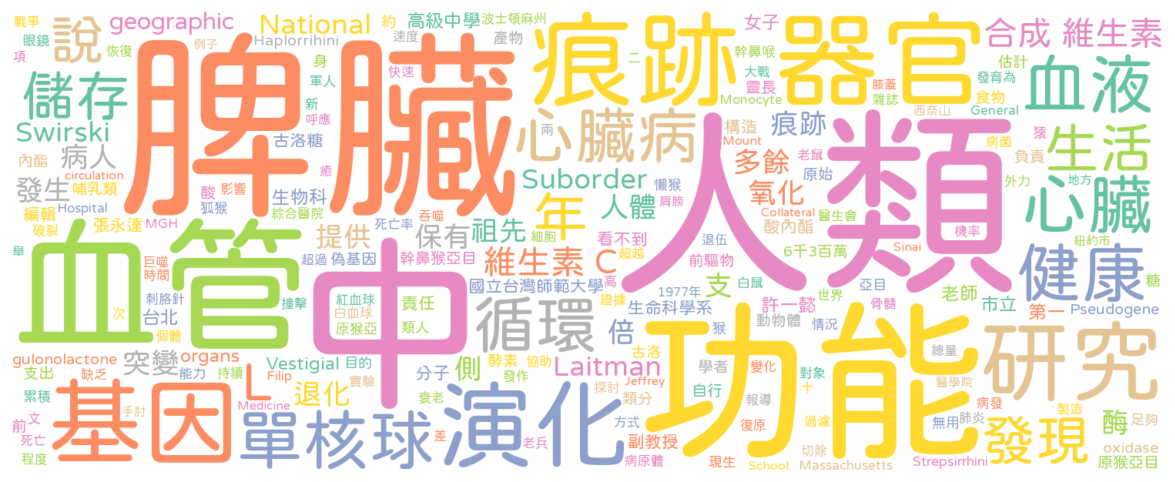 戰爭 geographic National 約 高級中學 波士頓麻州 女子 合成 維生素
眼鏡 恢復 說 例子 Haplorrihini 速度 產物 二 幹鼻喉 估計
項 脾臟 身 快速 痕跡器官 大戰 靈長 膝蓋 發育為 血液
儲存 軍人 新 呼應 Monocyte 雜誌 食物 General
Swirski 古洛糖 心臟病 兩 構造 Mount 痕跡 西奈山 病菌 猿
內酯 病人 circulation 癒 多餘 老鼠 原始 負責 生活
發生 哺乳類 酸 影響 生物科 Suborder 懶猴 肩膀 氧化 人類 外力 地方
編輯 Hospital 狐猴 綜合醫院 年 人體 Collateral 酸內酯 醫生會 心臟
破裂 張永達 MGH 死亡率 吞噬 祖先 細胞 看不到 超越 退伍 Sinai 機率 紐約市
舉 血管 提供 保有 前驅物 6千3百萬
巨噬 時間 超過 偽基因 中 幹鼻猴亞目 維生素 C 高 白鼠 亞目 健康 糖
刺胳針 撞擊 紅血球 責任 國立台灣師範大學 證據 1977年 世界 骨髓 老師 市立
次 台北 白血球 支 生命科學系 許一懿 第一 Pseudogene
個體 原猴亞 類人 循環 倍 猴 動物體 情況
gulonolactone 突變 organs Vestigial 目的 酵素 協助 古洛 學者 變化 功能 總量 研究
支出 缺乏 能力 持續 Filip 側 分子 發作 Laitman 對象
累積 L 實驗 探討 Jeffrey 類分 自行 十 醫學院
前 文 基因 手肘 退化 衰老 演化 報導 病發 製造 酶
死亡 Medicine 單核球 方式 副教授 復原 過濾 無用 肺炎 發現 足夠
程度 差 老兵 病原體 現生 切除 School Massachusetts Strepsirrhini oxidase 原猴亞目